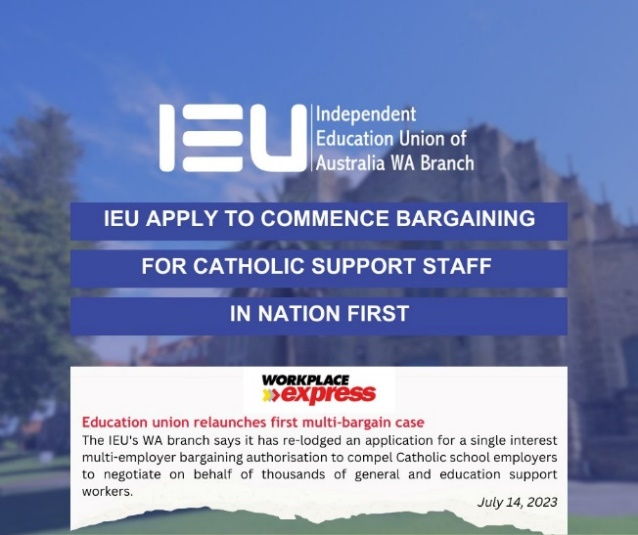 IEU
Independent
Education Union of
Australia WA Branch
IEU APPLY TO COMMENCE BARGAINING
FOR CATHOLIC SUPPORT STAFF
IN NATION FIRST
WORKPLACE
express
Education union relaunches first multi-bargain case
The IEU's WA branch says it has re-lodged an application for a single interest
multi-employer bargaining authorisation to compel Catholic school employers
to negotiate on behalf of thousands of general and education support
workers.
July 14, 2023